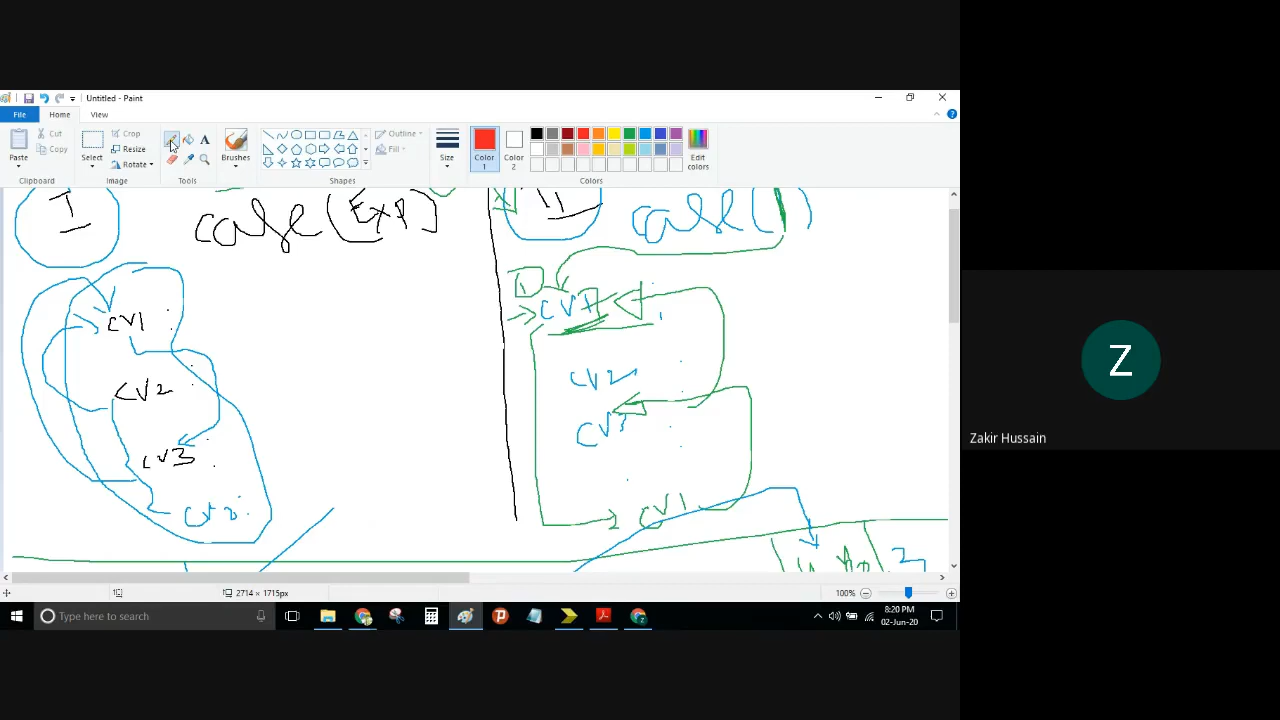 Untitled - Paint
File
Home
View
Paste
Cut
Copy
Clipboard
Select
Crop
Resize
Rotate
Image
A
Tools
Brushes
Shapes
Outline
Fill
Size
Color 1
Color 2
Edit colors
Colors
I
case(Exp)
II
case()
1
CV1
CV1
CV2
CV2
CV3
CV3
CV1
2714 × 1715px
100%
Type here to search
8:20 PM
02-Jun-20
Z
Zakir Hussain